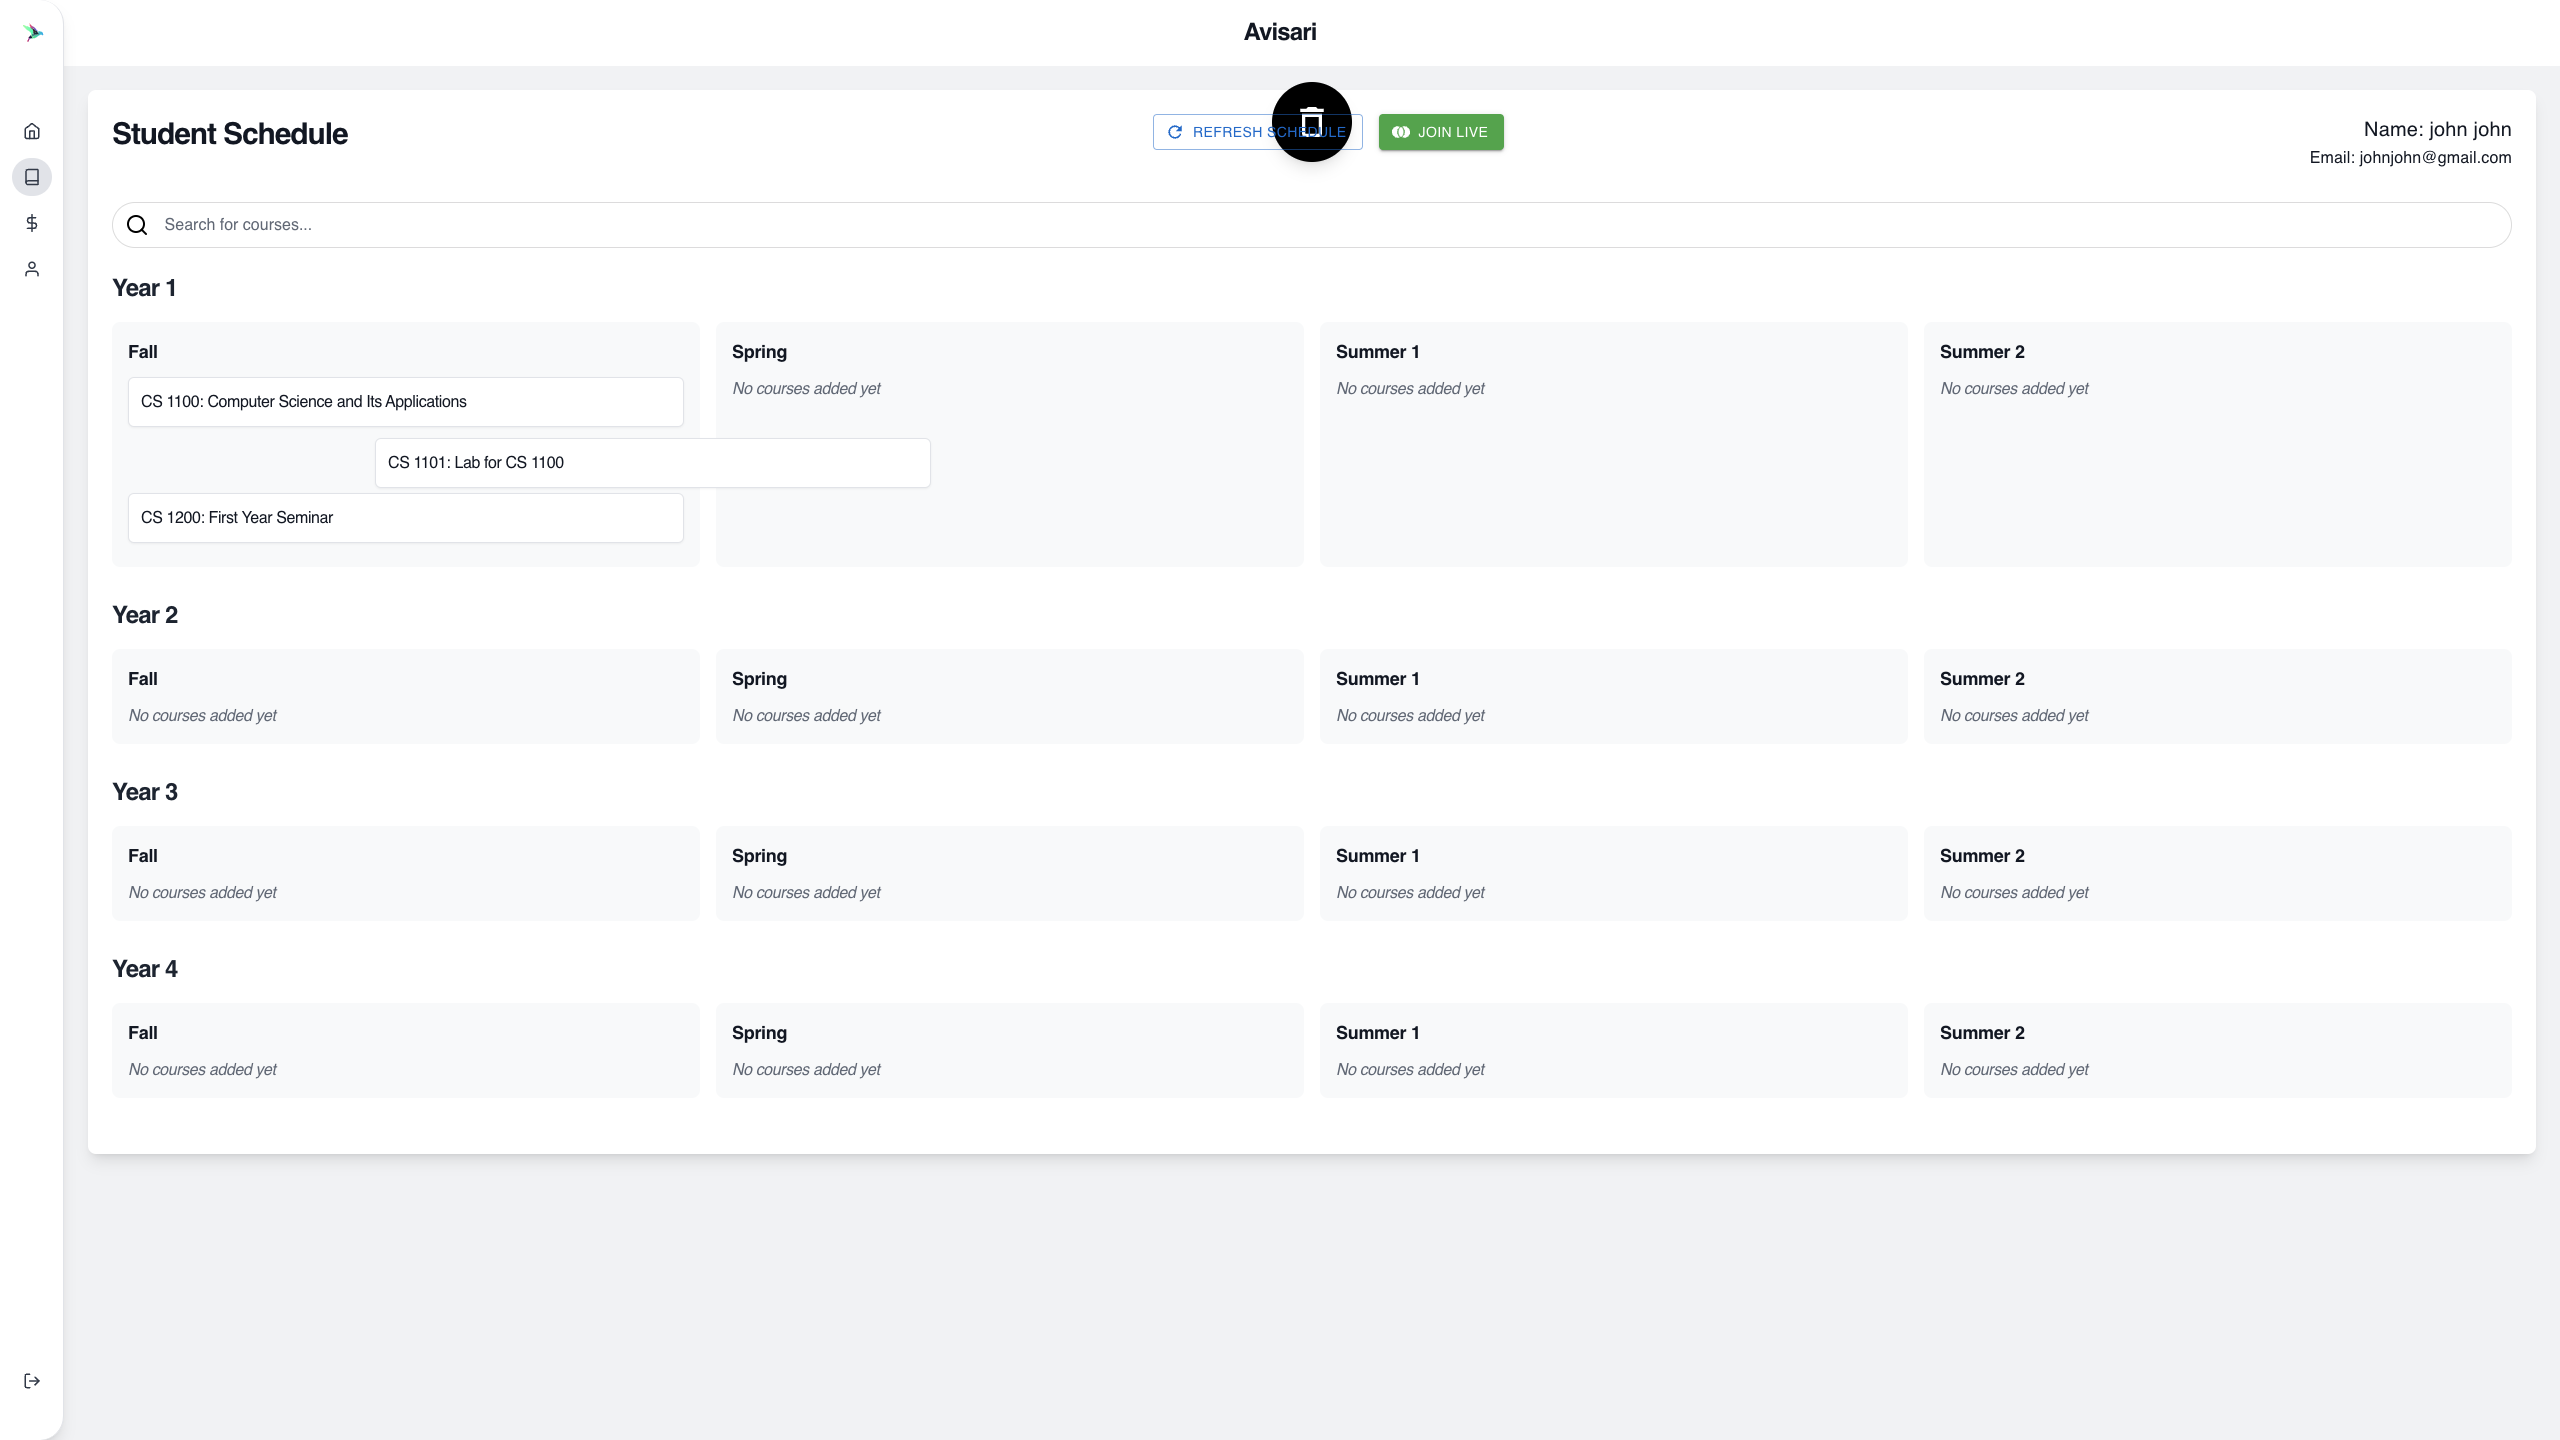 Avisari
Student Schedule
REFRESH SCHEDULE
JOIN LIVE
Name: john john
Email: johnjohn@gmail.com
Search for courses...
Year 1
Fall
CS 1100: Computer Science and Its Applications
CS 1101: Lab for CS 1100
CS 1200: First Year Seminar
Spring
No courses added yet
Summer 1
No courses added yet
Summer 2
No courses added yet
Year 2
Fall
No courses added yet
Spring
No courses added yet
Summer 1
No courses added yet
Summer 2
No courses added yet
Year 3
Fall
No courses added yet
Spring
No courses added yet
Summer 1
No courses added yet
Summer 2
No courses added yet
Year 4
Fall
No courses added yet
Spring
No courses added yet
Summer 1
No courses added yet
Summer 2
No courses added yet